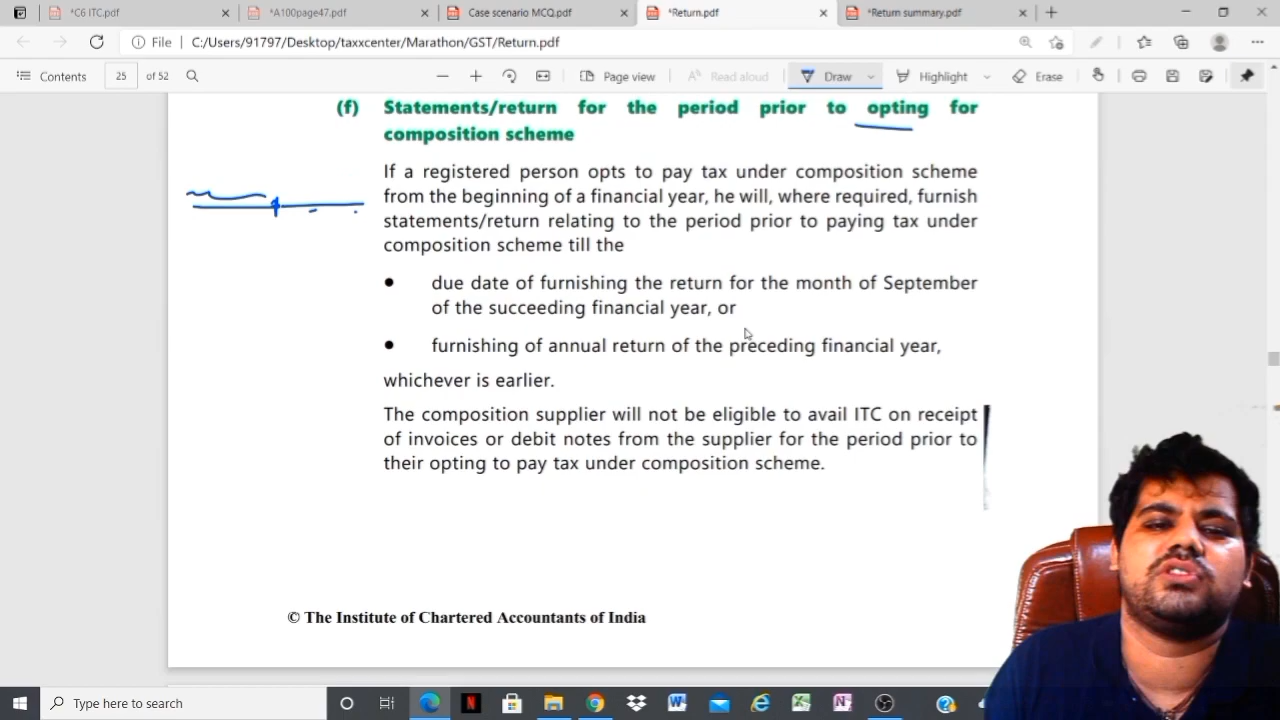 *C6 ITC.pdf
*A100page47.pdf
Case scenario MCQ.pdf
*Return.pdf
*Return summary.pdf
File C:/Users/91797/Desktop/taxxcenter/Marathon/GST/Return.pdf
Contents 25 of 52 Page view Read aloud Draw Highlight Erase
(f) Statements/return for the period prior to opting for
composition scheme
If a registered person opts to pay tax under composition scheme
from the beginning of a financial year, he will, where required, furnish
statements/return relating to the period prior to paying tax under
composition scheme till the
• due date of furnishing the return for the month of September
of the succeeding financial year, or
• furnishing of annual return of the preceding financial year,
whichever is earlier.
The composition supplier will not be eligible to avail ITC on receipt
of invoices or debit notes from the supplier for the period prior to
their opting to pay tax under composition scheme.
© The Institute of Chartered Accountants of India
Type here to search